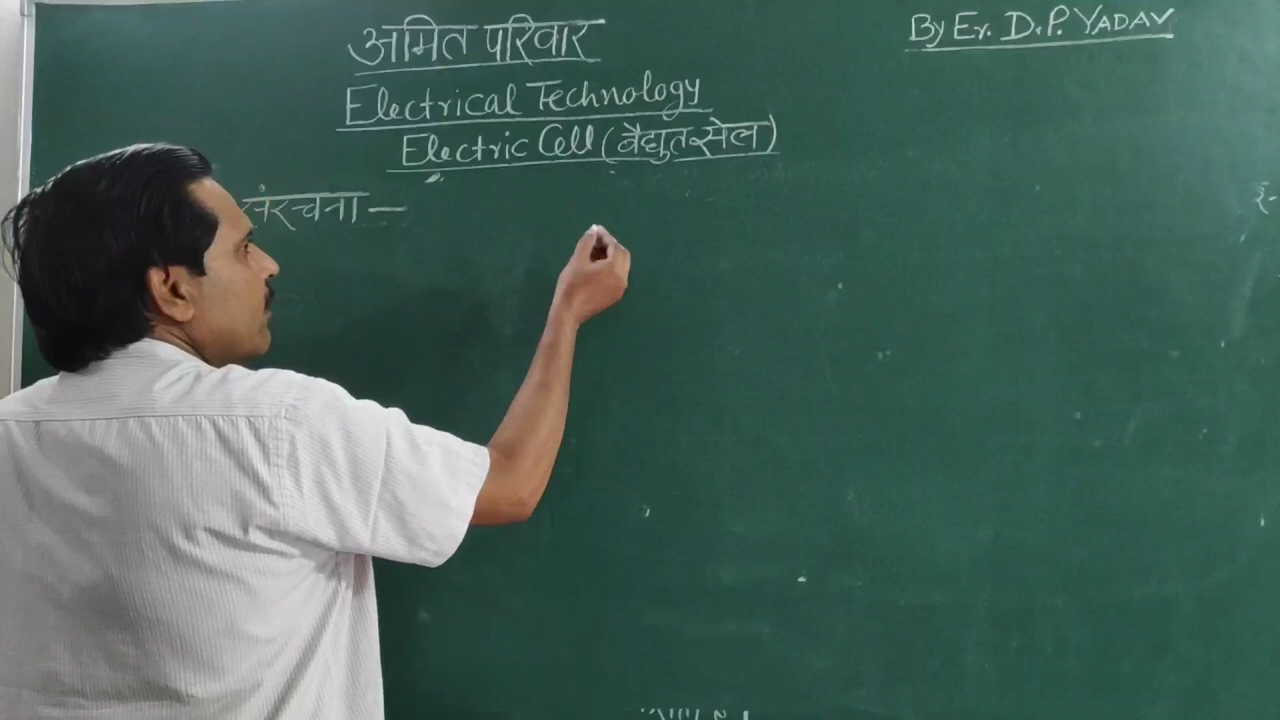 अमित परिवार
By Er. D.P. YADAV
Electrical Technology
Electric Cell (वैद्युत सेल)
संरचना —